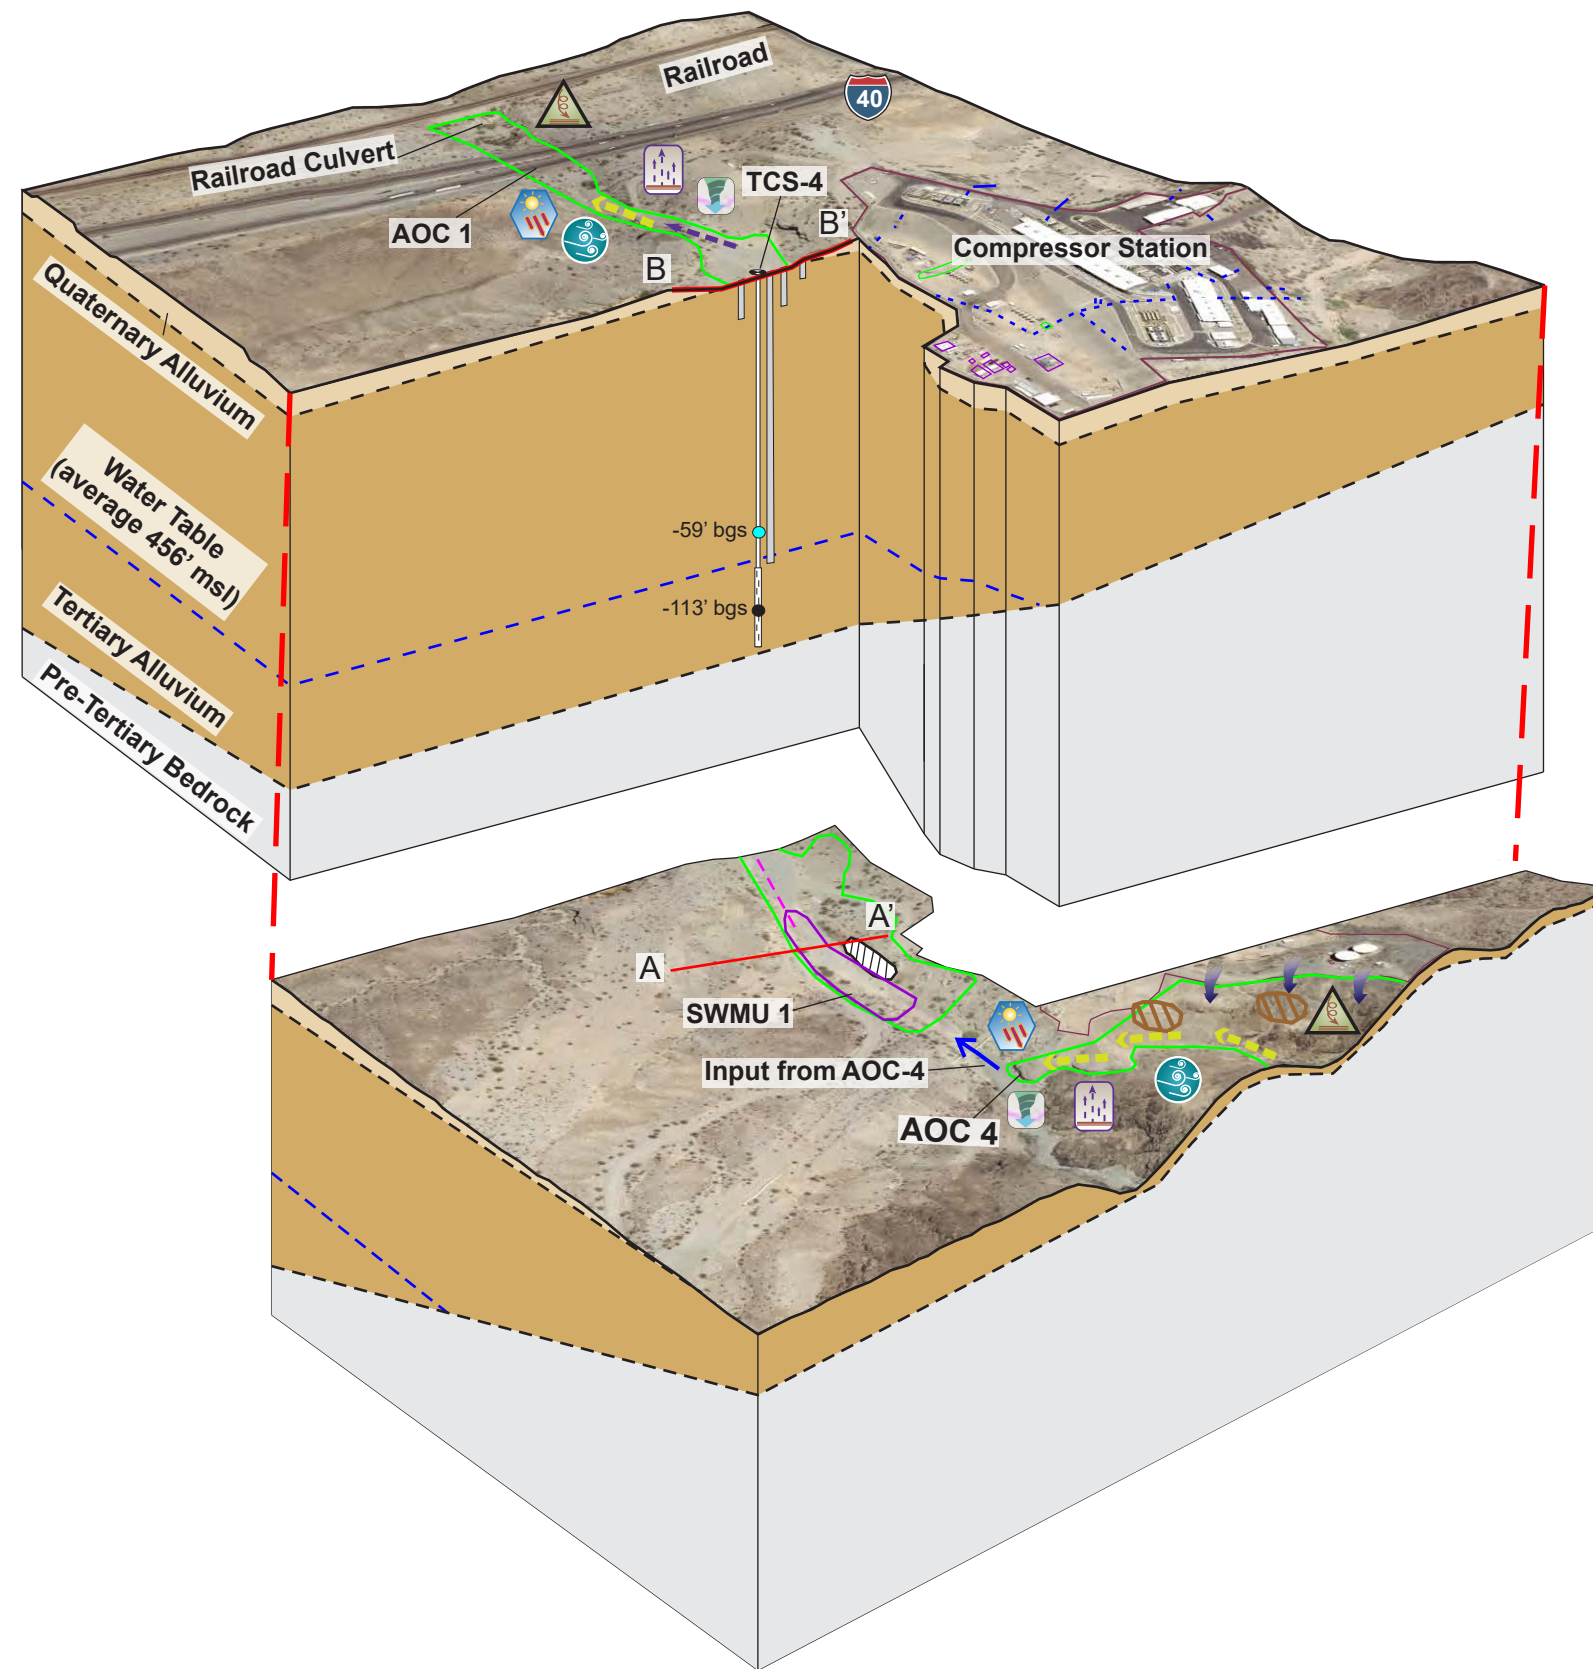 Railroad
40
Railroad Culvert
TCS-4
AOC 1
B
B'
Compressor Station
Quaternary Alluvium
Water Table
(average 456' msl)
-59' bgs
-113' bgs
Tertiary Alluvium
Pre-Tertiary Bedrock
A
A'
SWMU 1
Input from AOC-4
AOC 4